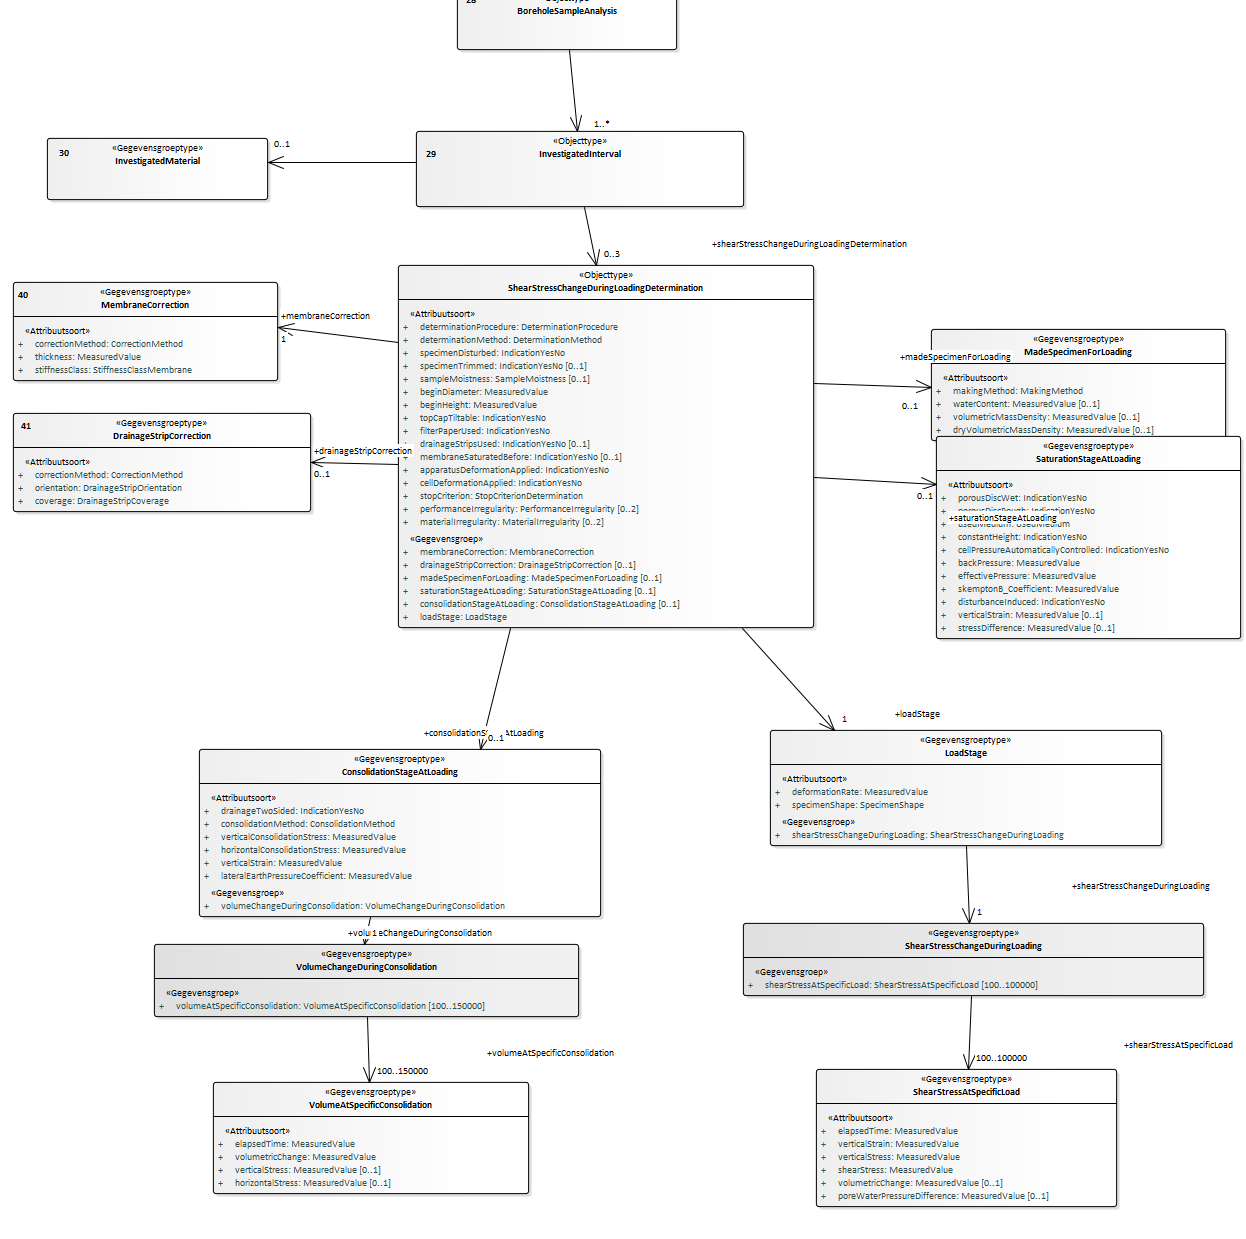 28
BoreholeSampleAnalysis
1..*
30
«Gegevensgroeptype»
InvestigatedMaterial
0..1
29
«Objecttype»
InvestigatedInterval
0..3
+shearStressChangeDuringLoadingDetermination
40
«Gegevensgroeptype»
MembraneCorrection
«Attribuutsoort»
+ correctionMethod: CorrectionMethod
+ thickness: MeasuredValue
+ stiffnessClass: StiffnessClassMembrane
+membraneCorrection
1
41
«Gegevensgroeptype»
DrainageStripCorrection
«Attribuutsoort»
+ correctionMethod: CorrectionMethod
+ orientation: DrainageStripOrientation
+ coverage: DrainageStripCoverage
+drainageStripCorrection
0..1
«Objecttype»
ShearStressChangeDuringLoadingDetermination
«Attribuutsoort»
+ determinationProcedure: DeterminationProcedure
+ determinationMethod: DeterminationMethod
+ specimenDisturbed: IndicationYesNo
+ specimenTrimmed: IndicationYesNo [0..1]
+ sampleMoistness: SampleMoistness [0..1]
+ beginDiameter: MeasuredValue
+ beginHeight: MeasuredValue
+ topCapTiltable: IndicationYesNo
+ filterPaperUsed: IndicationYesNo
+ drainageStripsUsed: IndicationYesNo [0..1]
+ membraneSaturatedBefore: IndicationYesNo [0..1]
+ apparatusDeformationApplied: IndicationYesNo
+ cellDeformationApplied: IndicationYesNo
+ stopCriterion: StopCriterionDetermination
+ performanceIrregularity: PerformanceIrregularity [0..2]
+ materialIrregularity: MaterialIrregularity [0..2]
«Gegevensgroep»
+ membraneCorrection: MembraneCorrection
+ drainageStripCorrection: DrainageStripCorrection [0..1]
+ madeSpecimenForLoading: MadeSpecimenForLoading [0..1]
+ saturationStageAtLoading: SaturationStageAtLoading [0..1]
+ consolidationStageAtLoading: ConsolidationStageAtLoading [0..1]
+ loadStage: LoadStage
«Gegevensgroeptype»
MadeSpecimenForLoading
+madeSpecimenForLoading
0..1
«Attribuutsoort»
+ makingMethod: MakingMethod
+ waterContent: MeasuredValue [0..1]
+ volumetricMassDensity: MeasuredValue [0..1]
+ dryVolumetricMassDensity: MeasuredValue [0..1]
«Gegevensgroeptype»
SaturationStageAtLoading
0..1
«Attribuutsoort»
+ porousDiscWet: IndicationYesNo
+saturationStageAtLoading
+ constantHeight: IndicationYesNo
+ cellPressureAutomaticallyControlled: IndicationYesNo
+ backPressure: MeasuredValue
+ effectivePressure: MeasuredValue
+ skemptonB_Coefficient: MeasuredValue
+ disturbanceInduced: IndicationYesNo
+ verticalStrain: MeasuredValue [0..1]
+ stressDifference: MeasuredValue [0..1]
0..1
«Gegevensgroeptype»
ConsolidationStageAtLoading
«Attribuutsoort»
+ drainageTwoSided: IndicationYesNo
+ consolidationMethod: ConsolidationMethod
+ verticalConsolidationStress: MeasuredValue
+ horizontalConsolidationStress: MeasuredValue
+ verticalStrain: MeasuredValue
+ lateralEarthPressureCoefficient: MeasuredValue
«Gegevensgroep»
+ volumeChangeDuringConsolidation: VolumeChangeDuringConsolidation
1
«Gegevensgroeptype»
VolumeChangeDuringConsolidation
«Gegevensgroep»
+ volumeAtSpecificConsolidation: VolumeAtSpecificConsolidation [100..150000]
+volumeAtSpecificConsolidation
100..150000
«Gegevensgroeptype»
VolumeAtSpecificConsolidation
«Attribuutsoort»
+ elapsedTime: MeasuredValue
+ volumetricChange: MeasuredValue
+ verticalStress: MeasuredValue [0..1]
+ horizontalStress: MeasuredValue [0..1]
+loadStage
1
«Gegevensgroeptype»
LoadStage
«Attribuutsoort»
+ deformationRate: MeasuredValue
+ specimenShape: SpecimenShape
«Gegevensgroep»
+ shearStressChangeDuringLoading: ShearStressChangeDuringLoading
+shearStressChangeDuringLoading
1
«Gegevensgroeptype»
ShearStressChangeDuringLoading
«Gegevensgroep»
+ shearStressAtSpecificLoad: ShearStressAtSpecificLoad [100..100000]
+shearStressAtSpecificLoad
100..100000
«Gegevensgroeptype»
ShearStressAtSpecificLoad
«Attribuutsoort»
+ elapsedTime: MeasuredValue
+ verticalStrain: MeasuredValue
+ verticalStress: MeasuredValue
+ shearStress: MeasuredValue
+ volumetricChange: MeasuredValue [0..1]
+ poreWaterPressureDifference: MeasuredValue [0..1]